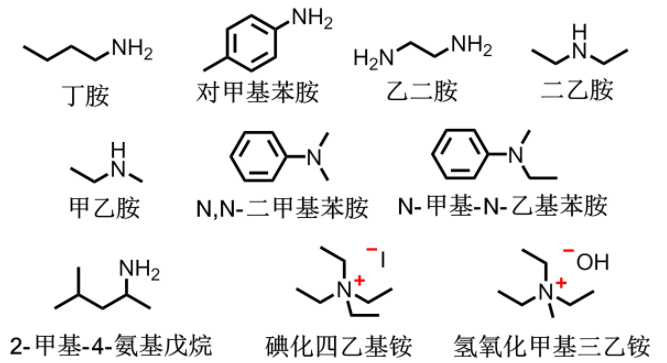 NH₂
NH₂
H₂N NH₂
H
N
丁胺
对甲基苯胺
乙二胺
二乙胺
H
N
N
N
甲乙胺
N,N-二甲基苯胺
N-甲基-N-乙基苯胺
NH₂
N+ −I
N+ −OH
2-甲基-4-氨基戊烷
碘化四乙基铵
氢氧化甲基三乙铵